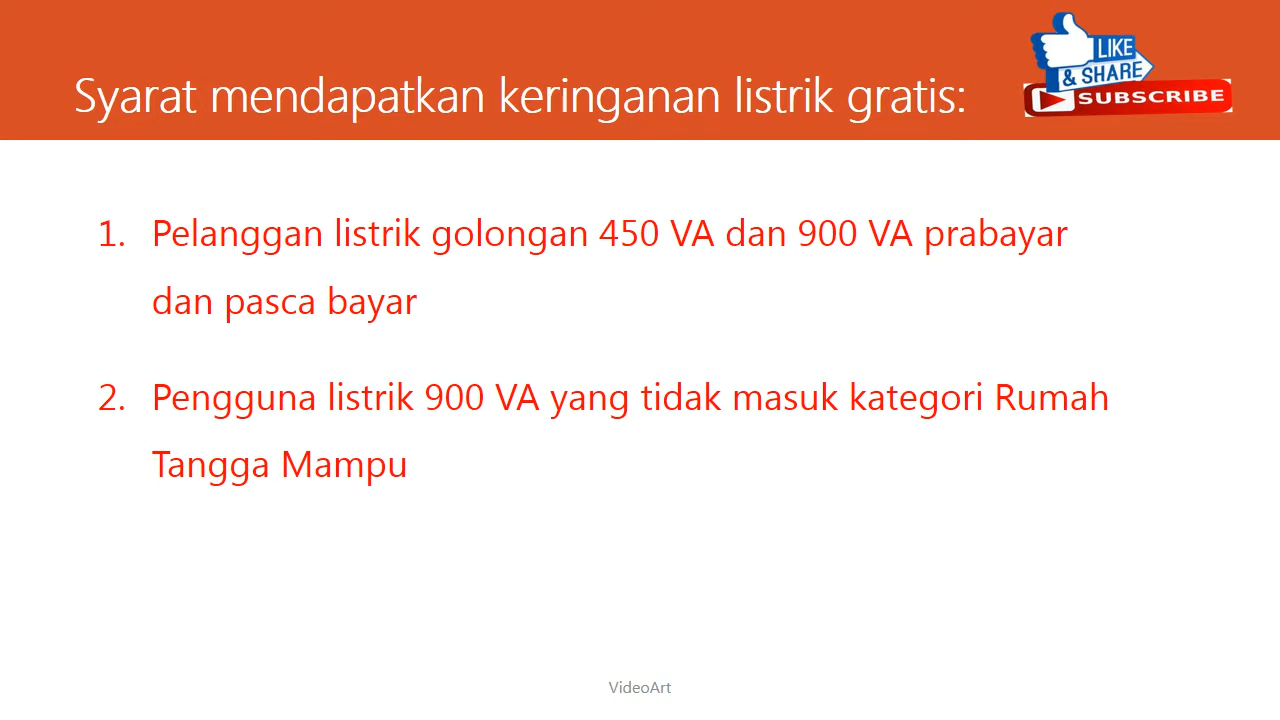 Syarat mendapatkan keringanan listrik gratis:
LIKE
& SHARE
SUBSCRIBE
1. Pelanggan listrik golongan 450 VA dan 900 VA prabayar
dan pasca bayar
2. Pengguna listrik 900 VA yang tidak masuk kategori Rumah
Tangga Mampu
VideoArt